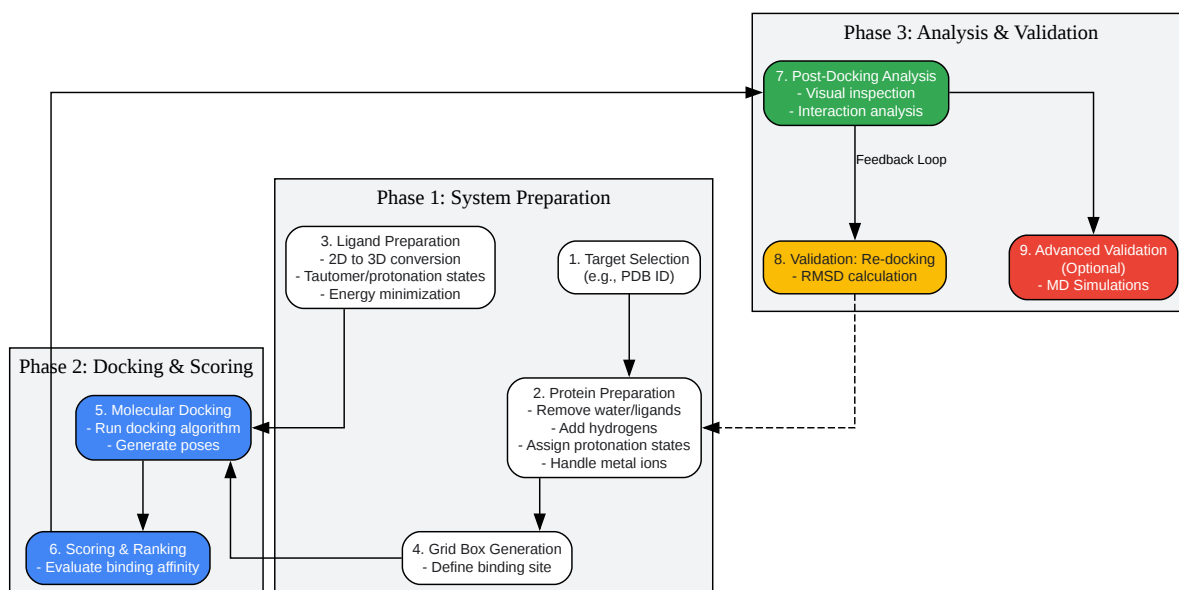 Phase 3: Analysis & Validation
7. Post-Docking Analysis
- Visual inspection
- Interaction analysis
Feedback Loop
8. Validation: Re-docking
- RMSD calculation
9. Advanced Validation
(Optional)
- MD Simulations
Phase 1: System Preparation
3. Ligand Preparation
- 2D to 3D conversion
- Tautomer/protonation states
- Energy minimization
1. Target Selection
(e.g., PDB ID)
2. Protein Preparation
- Remove water/ligands
- Add hydrogens
- Assign protonation states
- Handle metal ions
4. Grid Box Generation
- Define binding site
Phase 2: Docking & Scoring
5. Molecular Docking
- Run docking algorithm
- Generate poses
6. Scoring & Ranking
- Evaluate binding affinity